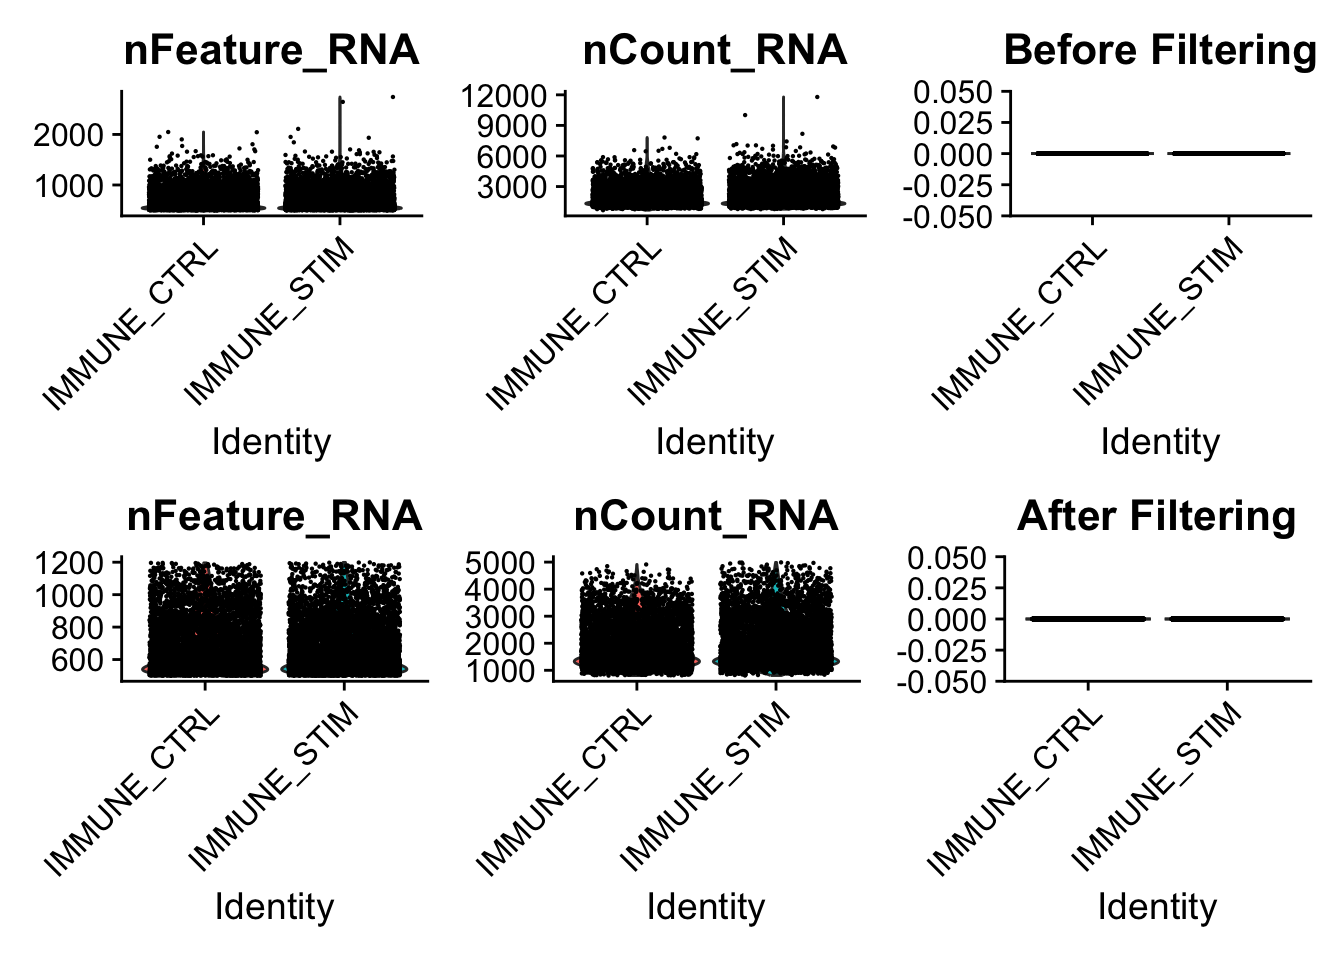 nFeature_RNA
2000
1000
IMMUNE_CTRL
IMMUNE_STIM
Identity
nCount_RNA
12000
9000
6000
3000
IMMUNE_CTRL
IMMUNE_STIM
Identity
Before Filtering
0.050
0.025
0.000
-0.025
-0.050
IMMUNE_CTRL
IMMUNE_STIM
Identity
nFeature_RNA
1200
1000
800
600
IMMUNE_CTRL
IMMUNE_STIM
Identity
nCount_RNA
5000
4000
3000
2000
1000
IMMUNE_CTRL
IMMUNE_STIM
Identity
After Filtering
0.050
0.025
0.000
-0.025
-0.050
IMMUNE_CTRL
IMMUNE_STIM
Identity